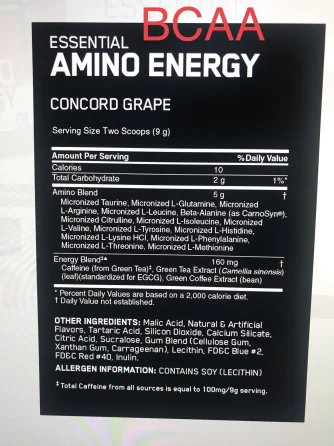 BCAA
ESSENTIAL
AMINO ENERGY
CONCORD GRAPE
Serving Size Two Scoops (9 g)
Amount Per Serving %Daily Value
Calories 10
Total Carbohydrate 2 g 1%*
Amino Blend 5 g †
Micronized Taurine, Micronized L-Glutamine, Micronized
L-Arginine, Micronized L-Leucine, Beta-Alanine (as CarnoSyn®),
Micronized Citrulline, Micronized L-Isoleucine, Micronized
L-Valine, Micronized L-Tyrosine, Micronized L-Histidine,
Micronized L-Lysine HCl, Micronized L-Phenylalanine,
Micronized L-Threonine, Micronized L-Methionine
Energy Blend‡▲ 160 mg †
Caffeine (from Green Tea)‡, Green Tea Extract (Camellia sinensis)
(leaf)(standardized for EGCG), Green Coffee Extract (bean)
* Percent Daily Values are based on a 2,000 calorie diet.
† Daily Value not established.
OTHER INGREDIENTS: Malic Acid, Natural & Artificial
Flavors, Tartaric Acid, Silicon Dioxide, Calcium Silicate,
Citric Acid, Sucralose, Gum Blend (Cellulose Gum,
Xanthan Gum, Carrageenan), Lecithin, FD&C Blue #2,
FD&C Red #40, Inulin.
ALLERGEN INFORMATION: CONTAINS SOY (LECITHIN)
‡ Total Caffeine from all sources is equal to 100mg/9g serving.